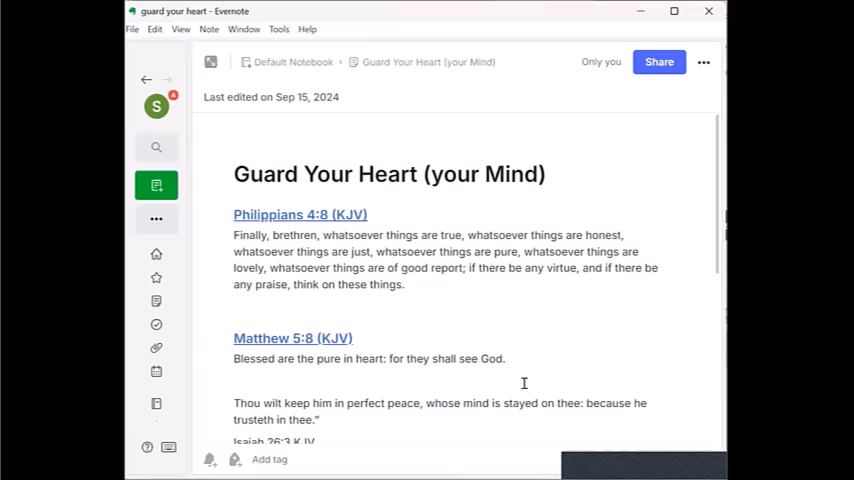 guard your heart - Evernote
File Edit View Note Window Tools Help
Default Notebook > Guard Your Heart (your Mind) Only you Share
S 4
Last edited on Sep 15, 2024
Guard Your Heart (your Mind)
Philippians 4:8 (KJV)
Finally, brethren, whatsoever things are true, whatsoever things are honest,
whatsoever things are just, whatsoever things are pure, whatsoever things are
lovely, whatsoever things are of good report; if there be any virtue, and if there be
any praise, think on these things.
Matthew 5:8 (KJV)
Blessed are the pure in heart: for they shall see God.
Thou wilt keep him in perfect peace, whose mind is stayed on thee: because he
trusteth in thee.”
Isaiah 26:3 KJV
Add tag